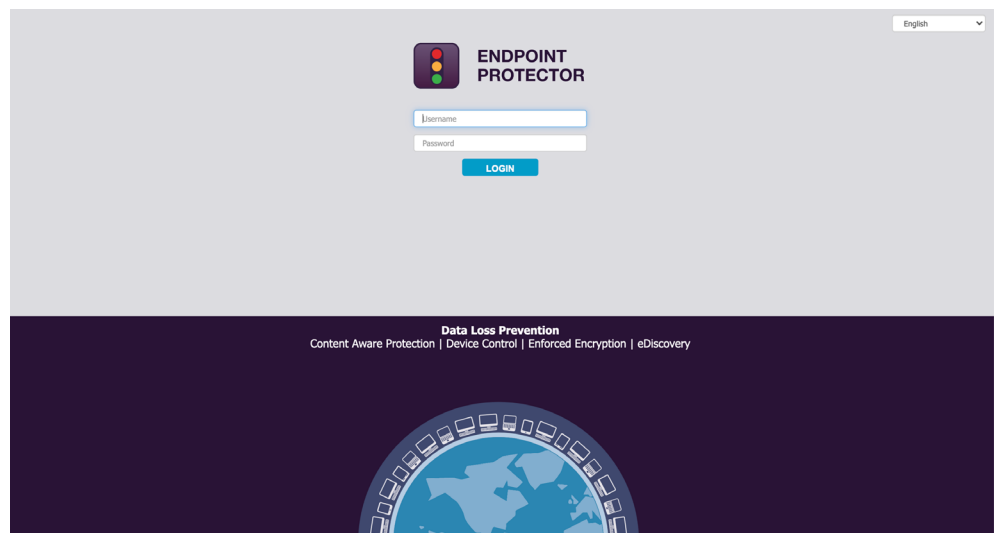 English
ENDPOINT
PROTECTOR
Username
Password
LOGIN
Data Loss Prevention
Content Aware Protection | Device Control | Enforced Encryption | eDiscovery